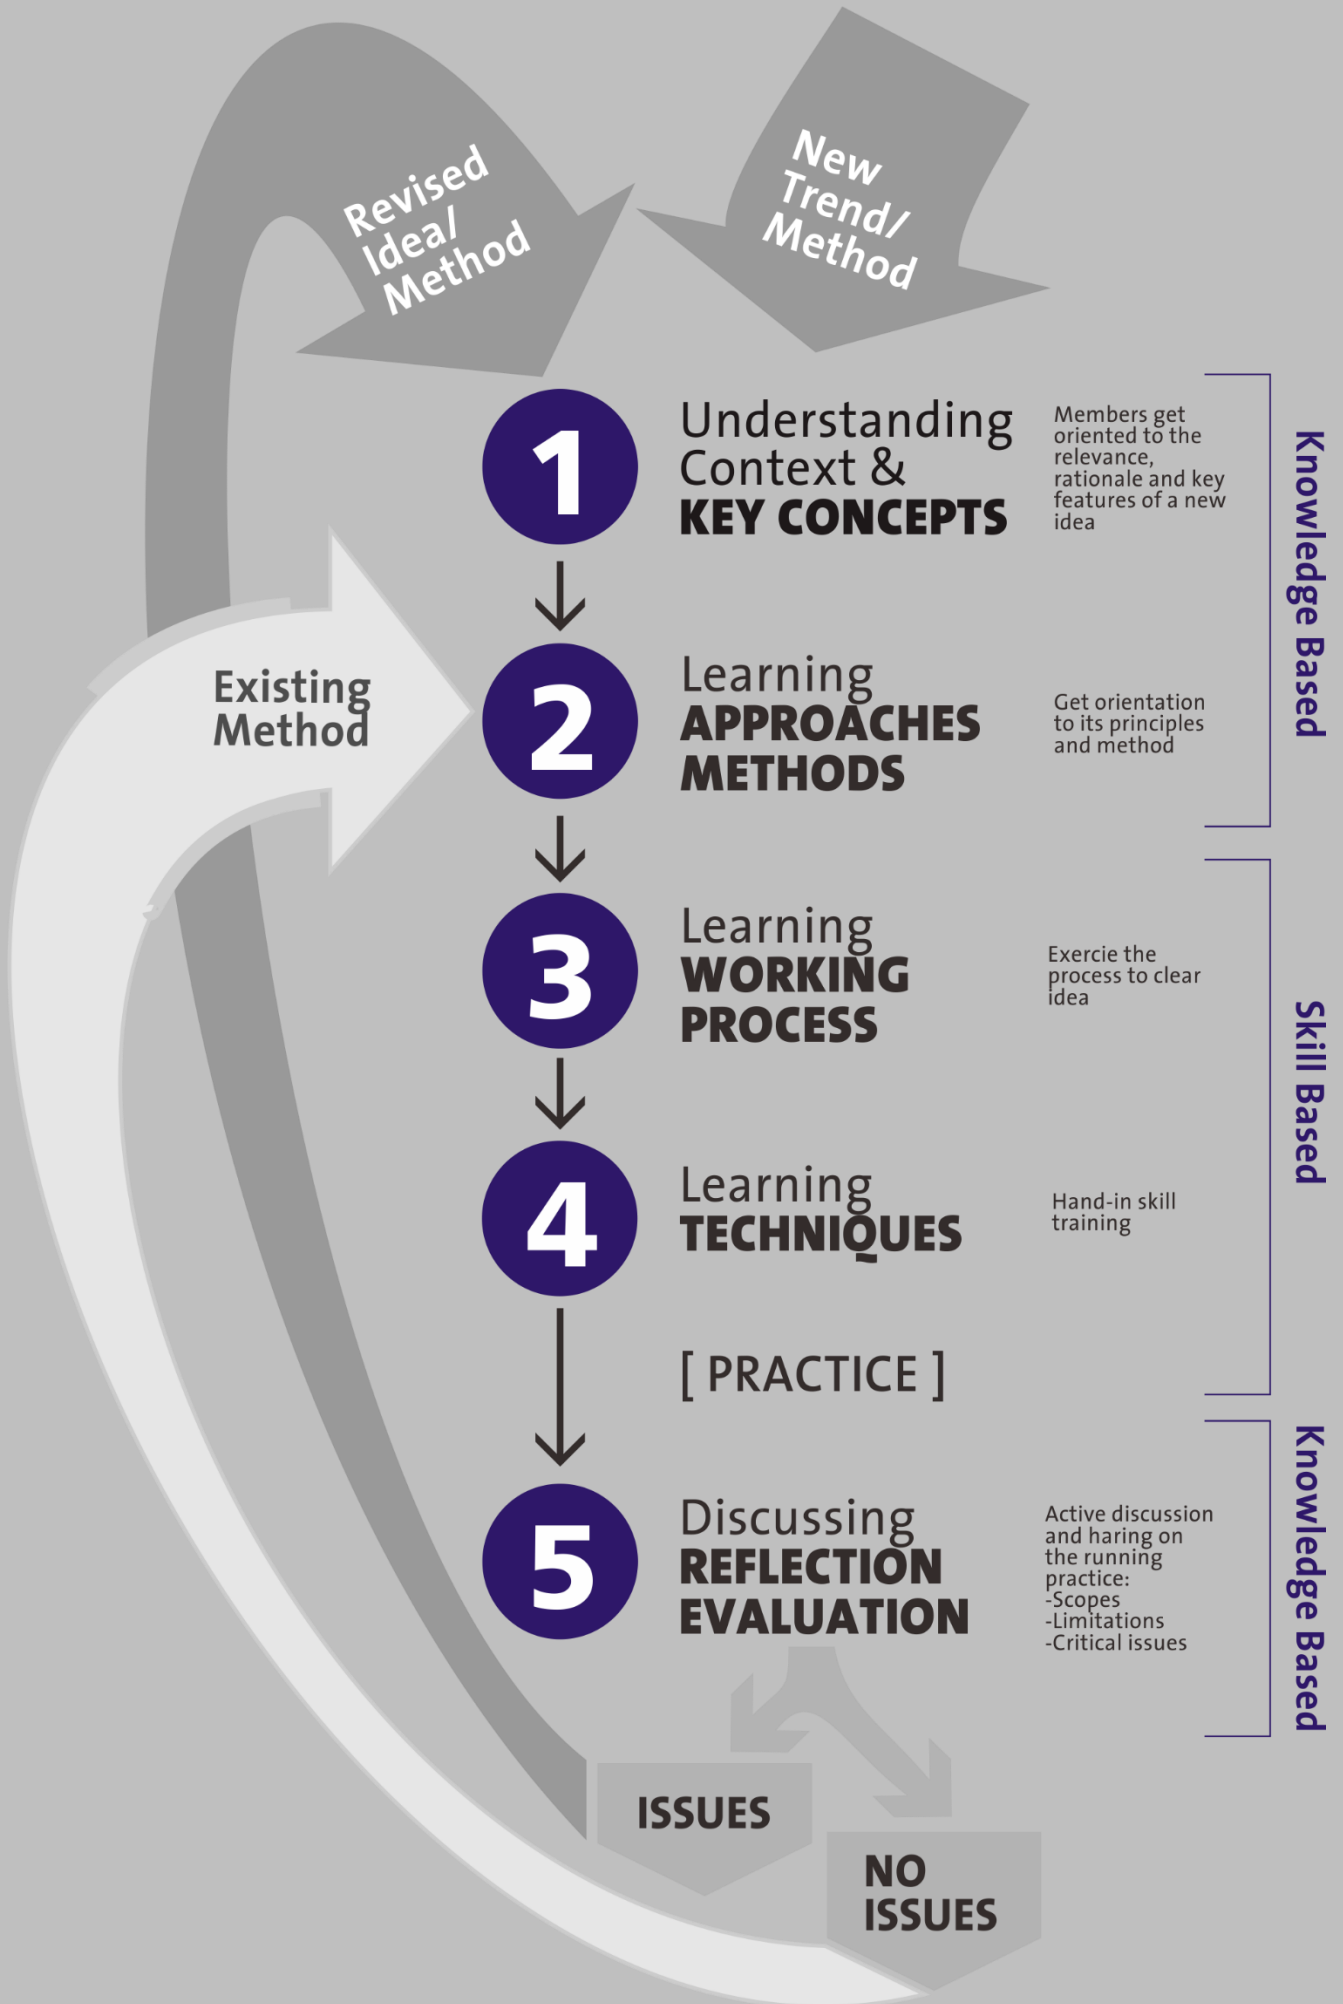 Revised
Idea/
Method
New
Trend/
Method
1
Understanding
Context &
KEY CONCEPTS
Members get
oriented to the
relevance,
rationale and key
features of a new
idea
Knowledge Based
Existing
Method
2
Learning
APPROACHES
METHODS
Get orientation
to its principles
and method
3
Learning
WORKING
PROCESS
Exercie the
process to clear
idea
Skill Based
4
Learning
TECHNIQUES
Hand-in skill
training
[ PRACTICE ]
5
Discussing
REFLECTION
EVALUATION
Active discussion
and haring on
the running
practice:
-Scopes
-Limitations
-Critical issues
Knowledge Based
ISSUES
NO
ISSUES